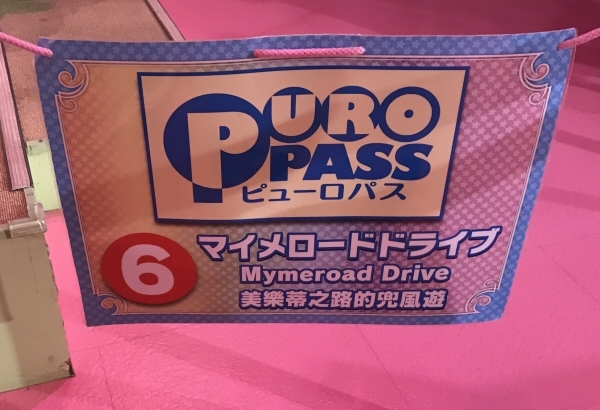 PURO
PASS
ピューロパス
6
マイメロードドライブ
Mymeroad Drive
美樂蒂之路的兜風遊